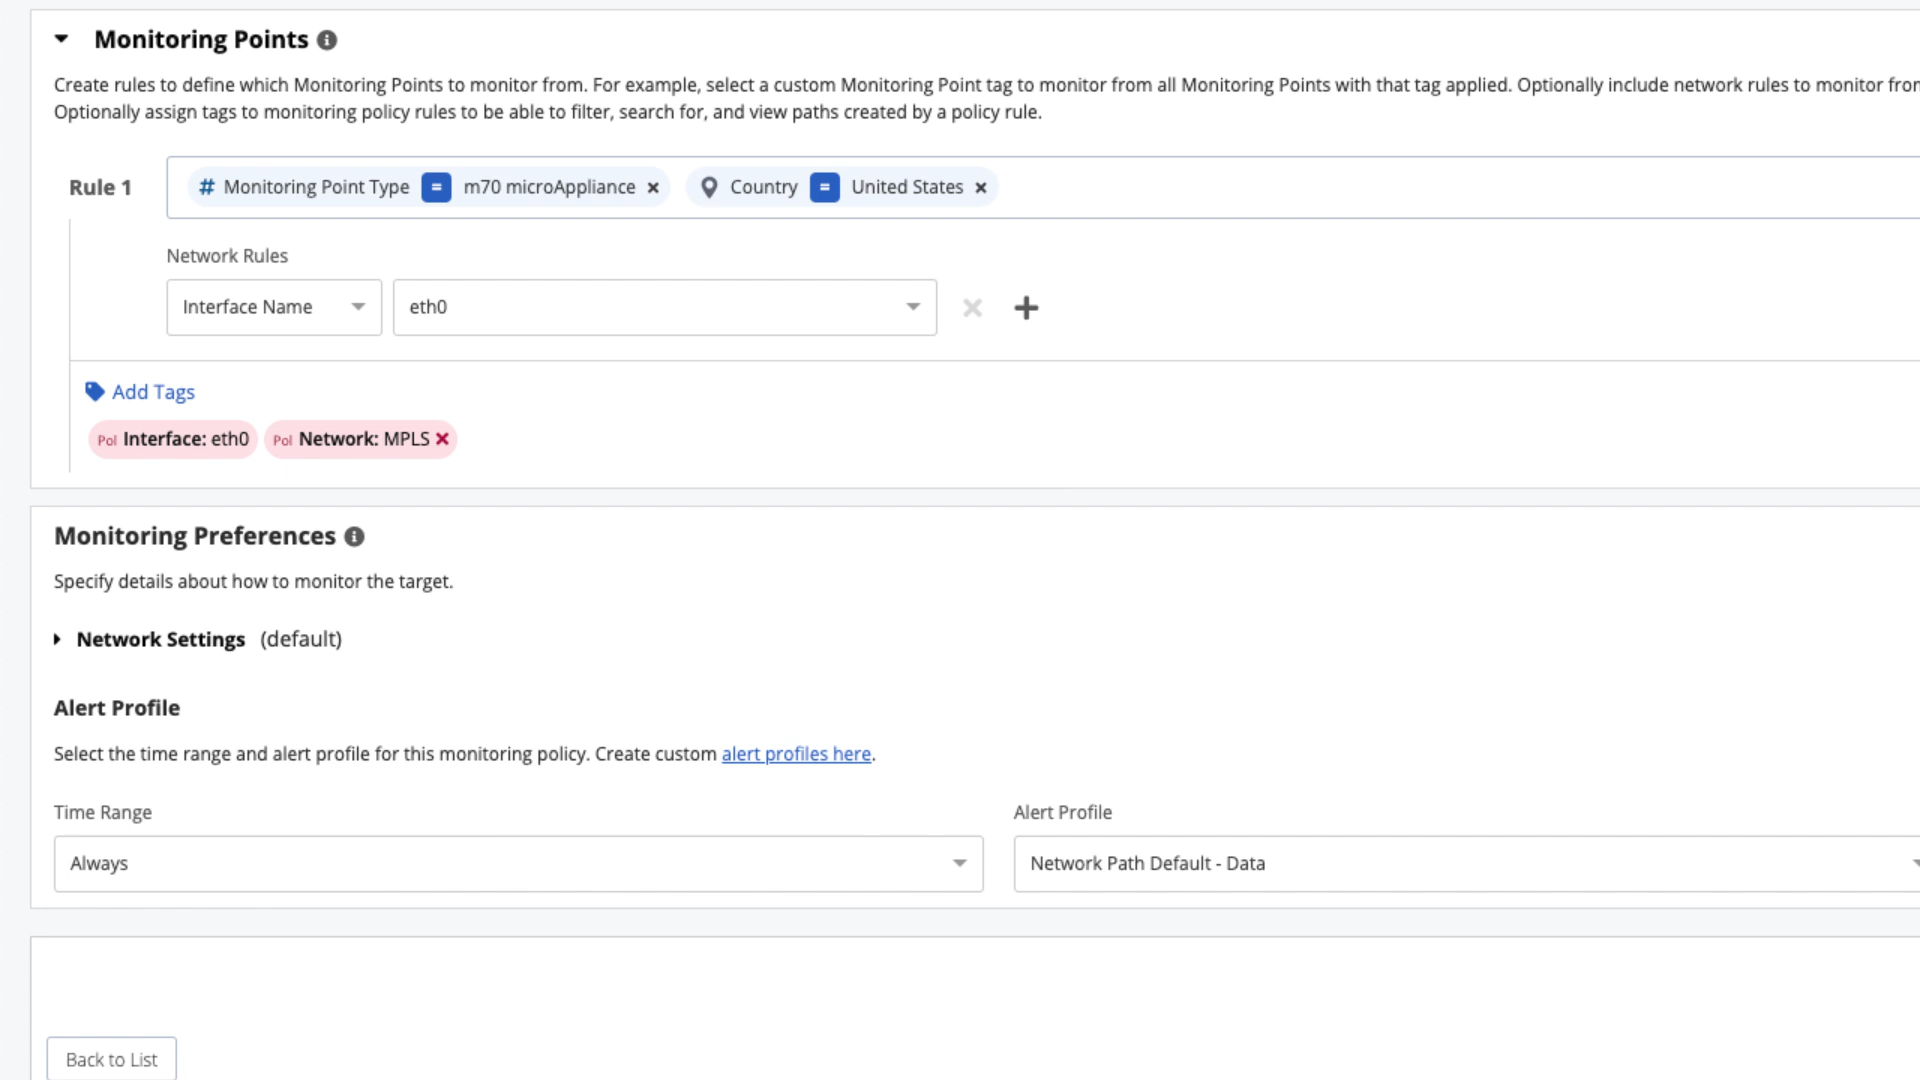 Monitoring Points
Create rules to define which Monitoring Points to monitor from. For example, select a custom Monitoring Point tag to monitor from all Monitoring Points with that tag applied. Optionally include network rules to monitor
Optionally assign tags to monitoring policy rules to be able to filter, search for, and view paths created by a policy rule.
Rule 1 # Monitoring Point Type = m70 microAppliance × Country = United States ×
Network Rules
Interface Name eth0
Add Tags
Pol Interface: eth0 Pol Network: MPLS ×
Monitoring Preferences
Specify details about how to monitor the target.
Network Settings (default)
Alert Profile
Select the time range and alert profile for this monitoring policy. Create custom alert profiles here.
Time Range Alert Profile
Always Network Path Default - Data
Back to List